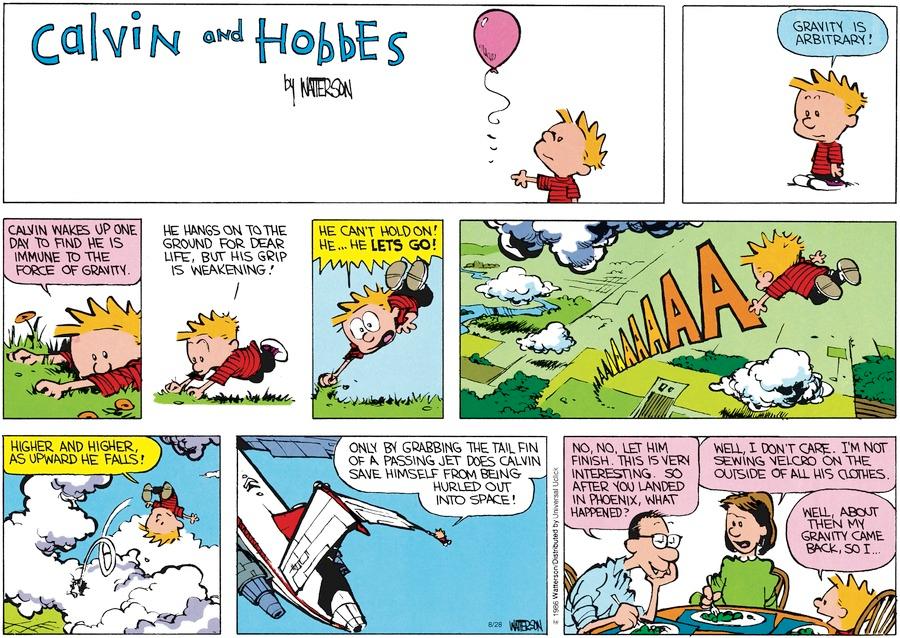 Calvin and Hobbes
by WATTERSON
GRAVITY IS
ARBITRARY!
CALVIN WAKES UP ONE
DAY TO FIND HE IS
IMMUNE TO THE
FORCE OF GRAVITY.
HE HANGS ON TO THE
GROUND FOR DEAR
LIFE, BUT HIS GRIP
IS WEAKENING!
HE CAN'T HOLD ON!
HE... HE LETS GO!
AAAAAAAA
HIGHER AND HIGHER,
AS UPWARD HE FALLS!
ONLY BY GRABBING THE TAIL FIN
OF A PASSING JET DOES CALVIN
SAVE HIMSELF FROM BEING
HURLED OUT
INTO SPACE!
8/28 WATTERSON
© 1986 Watterson/Distributed by Universal Uclick
NO, NO, LET HIM
FINISH. THIS IS VERY
INTERESTING. SO
AFTER YOU LANDED
IN PHOENIX, WHAT
HAPPENED?
WELL, I DON'T CARE. I'M NOT
SEWING VELCRO ON THE
OUTSIDE OF ALL HIS CLOTHES.
WELL, ABOUT
THEN MY
GRAVITY CAME
BACK, SO I...